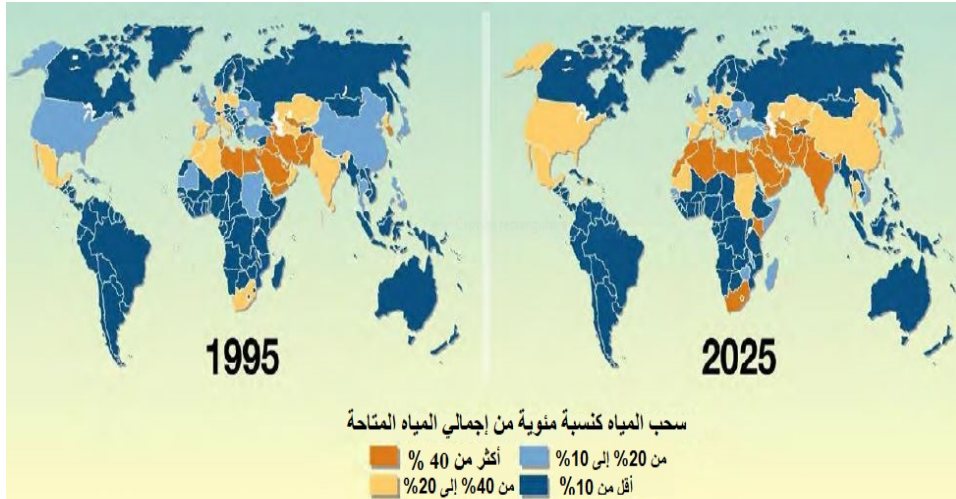 1995
2025
سحب المياه كنسبة مئوية من إجمالي المياه المتاحة
أكثر من 40 %
من 20% إلى 10%
من 40% إلى 20%
أقل من 10%